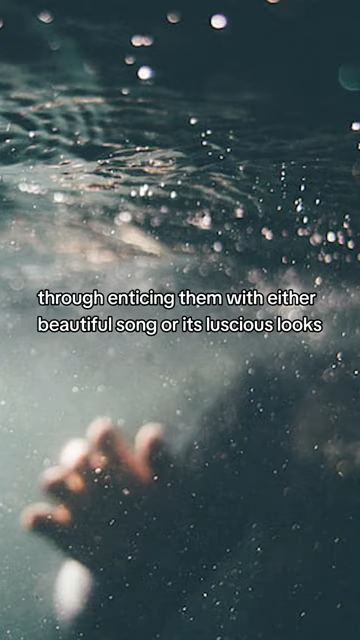 through enticing them with either
beautiful song or its luscious looks